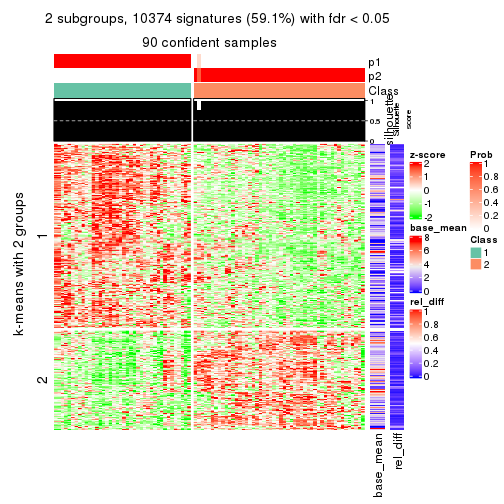 2 subgroups, 10374 signatures (59.1%) with fdr < 0.05
90 confident samples
p1
p2
Class
silhouette
Silhouette
score
1
0.5
0
k-means with 2 groups
1
2
z-score
2
1
0
-1
-2
base_mean
8
6
4
2
0
rel_diff
1
0.8
0.6
0.4
0.2
0
Prob
1
0.8
0.6
0.4
0.2
0
Class
1
2
base_mean
rel_diff